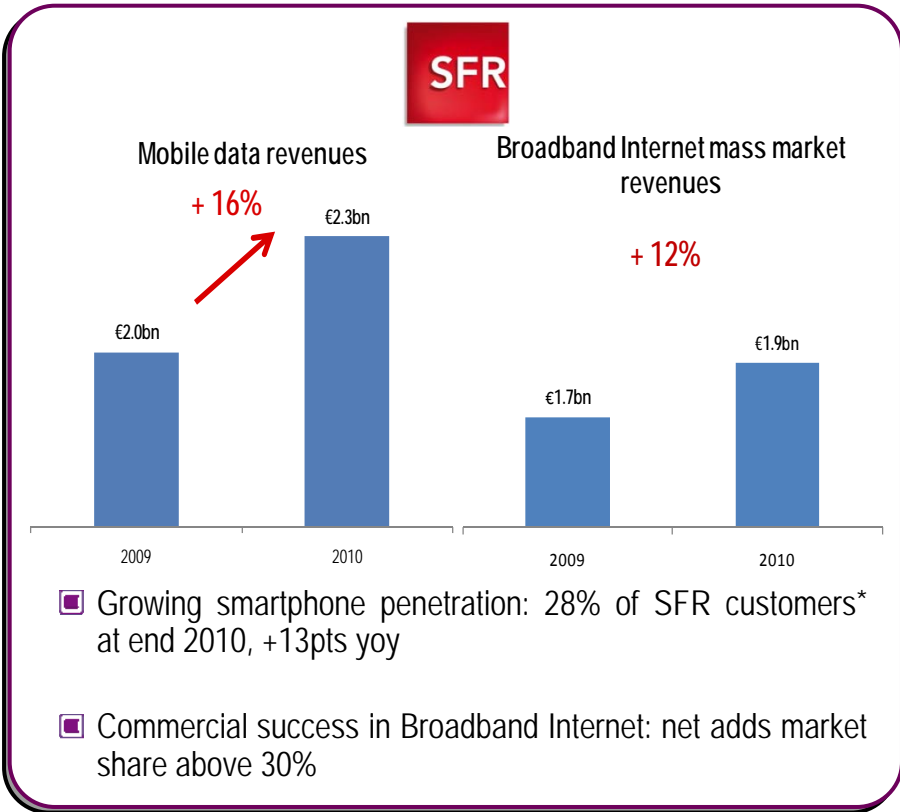 SFR
Mobile data revenues
+ 16%
€2.0bn
€2.3bn
2009
2010
Broadband Internet mass market
revenues
+ 12%
€1.7bn
€1.9bn
2009
2010
Growing smartphone penetration: 28% of SFR customers*
at end 2010, +13pts yoy
Commercial success in Broadband Internet: net adds market
share above 30%